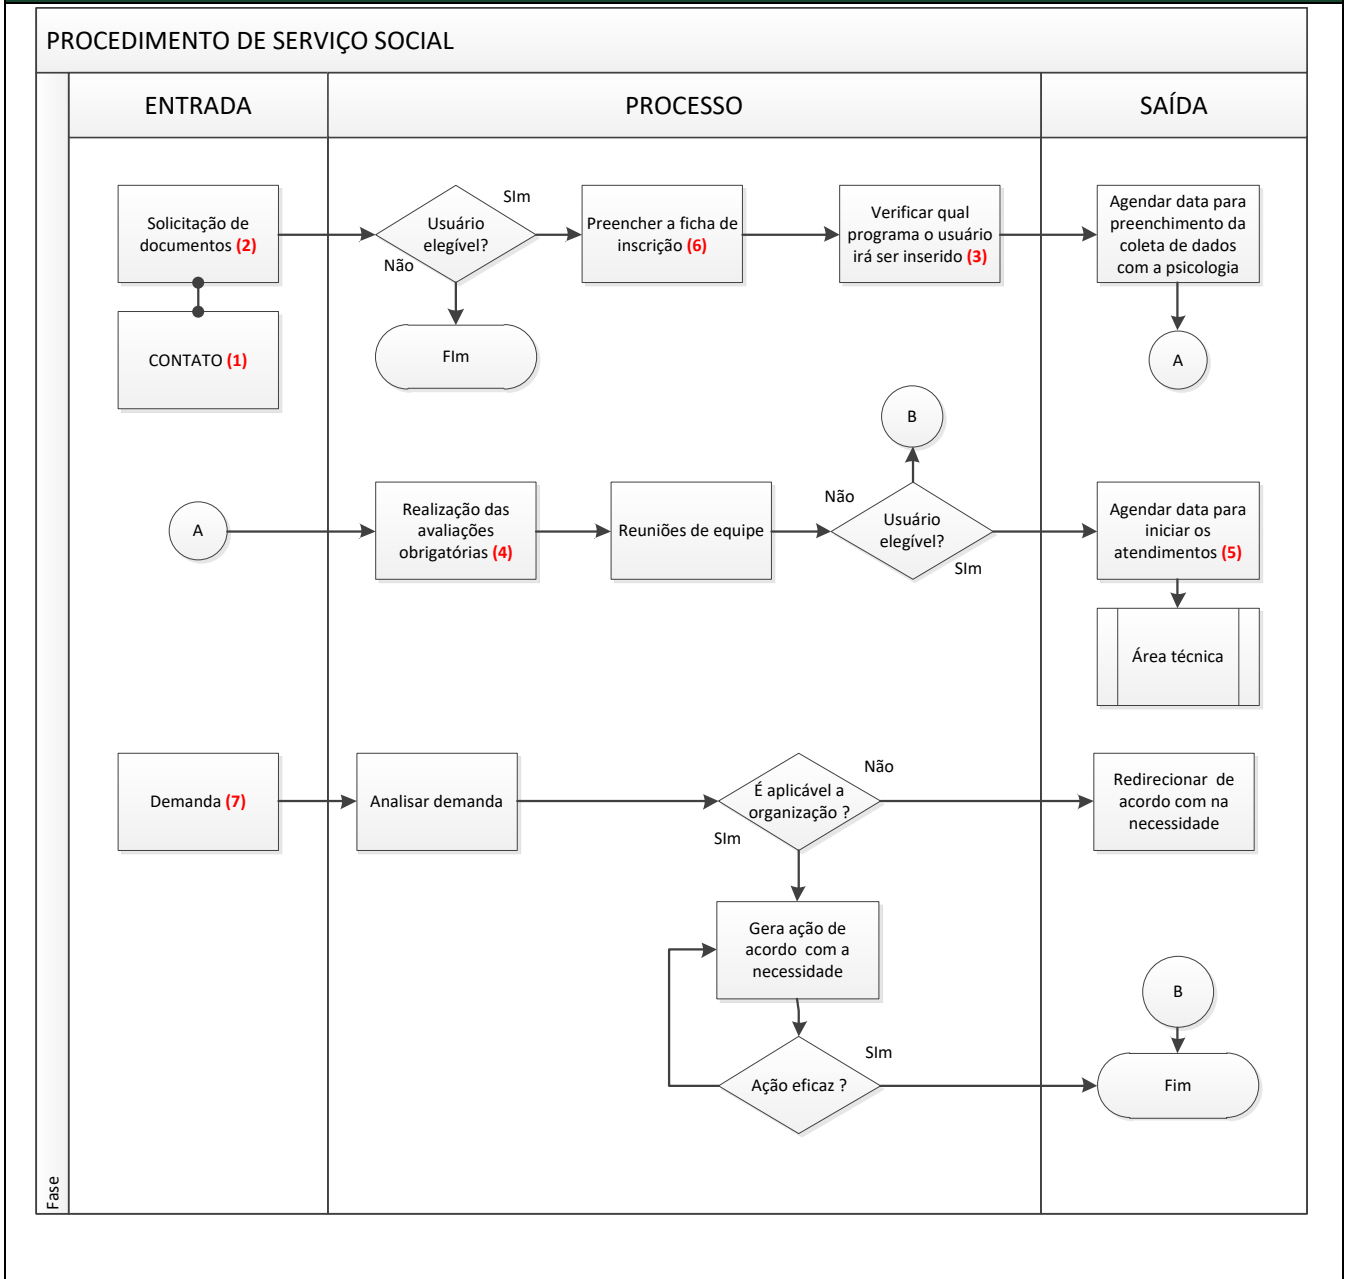 PROCEDIMENTO DE SERVIÇO SOCIAL
ENTRADA
PROCESSO
SAÍDA
Solicitação de
documentos (2)
CONTATO (1)
Usuário
elegível?
SIm
Não
FIm
Preencher a ficha de
inscrição (6)
Verificar qual
programa o usuário
irá ser inserido (3)
Agendar data para
preenchimento da
coleta de dados
com a psicologia
A
B
A
Realização das
avaliações
obrigatórias (4)
Reuniões de equipe
Não
Usuário
elegível?
SIm
Agendar data para
iniciar os
atendimentos (5)
Área técnica
Demanda (7)
Analisar demanda
É aplicável a
organização ?
Não
SIm
Redirecionar  de
acordo com na
necessidade
Gera ação de
acordo  com a
necessidade
Ação eficaz ?
SIm
B
Fim
Fase